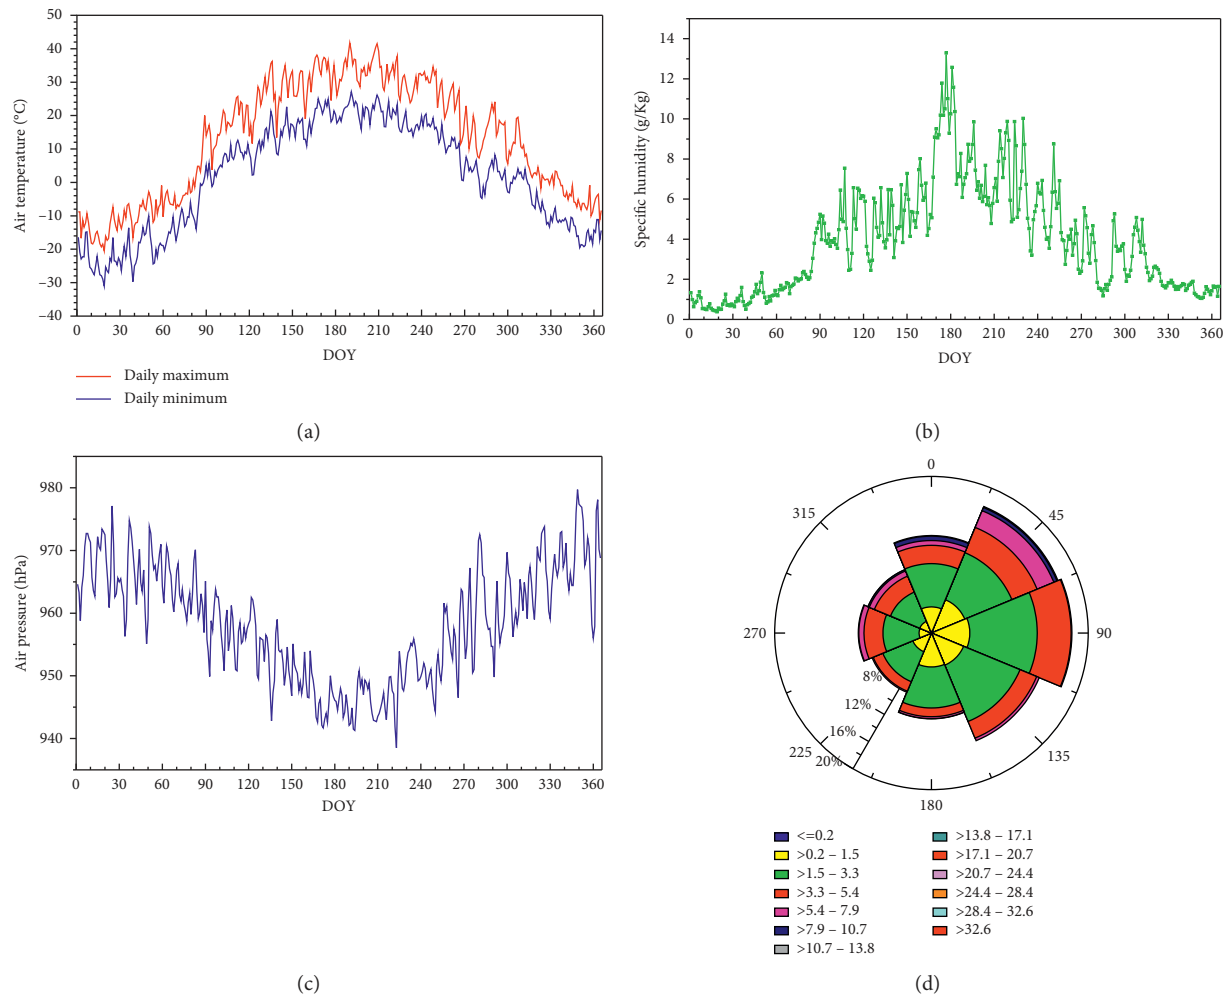 50
40
30
20
10
0
−10
−20
−30
−40
Air temperature (°C)
0 30 60 90 120 150 180 210 240 270 300 330 360
DOY
Daily maximum
Daily minimum
(a)
14
12
10
8
6
4
2
0
Specific humidity (g/Kg)
0 30 60 90 120 150 180 210 240 270 300 330 360
DOY
(b)
980
970
960
950
940
Air pressure (hPa)
0 30 60 90 120 150 180 210 240 270 300 330 360
DOY
(c)
0
315 45
270 90
8%
12%
16%
20%
225 135
180
<=0.2
>0.2 – 1.5
>1.5 – 3.3
>3.3 – 5.4
>5.4 – 7.9
>7.9 – 10.7
>10.7 – 13.8
>13.8 – 17.1
>17.1 – 20.7
>20.7 – 24.4
>24.4 – 28.4
>28.4 – 32.6
>32.6
(d)